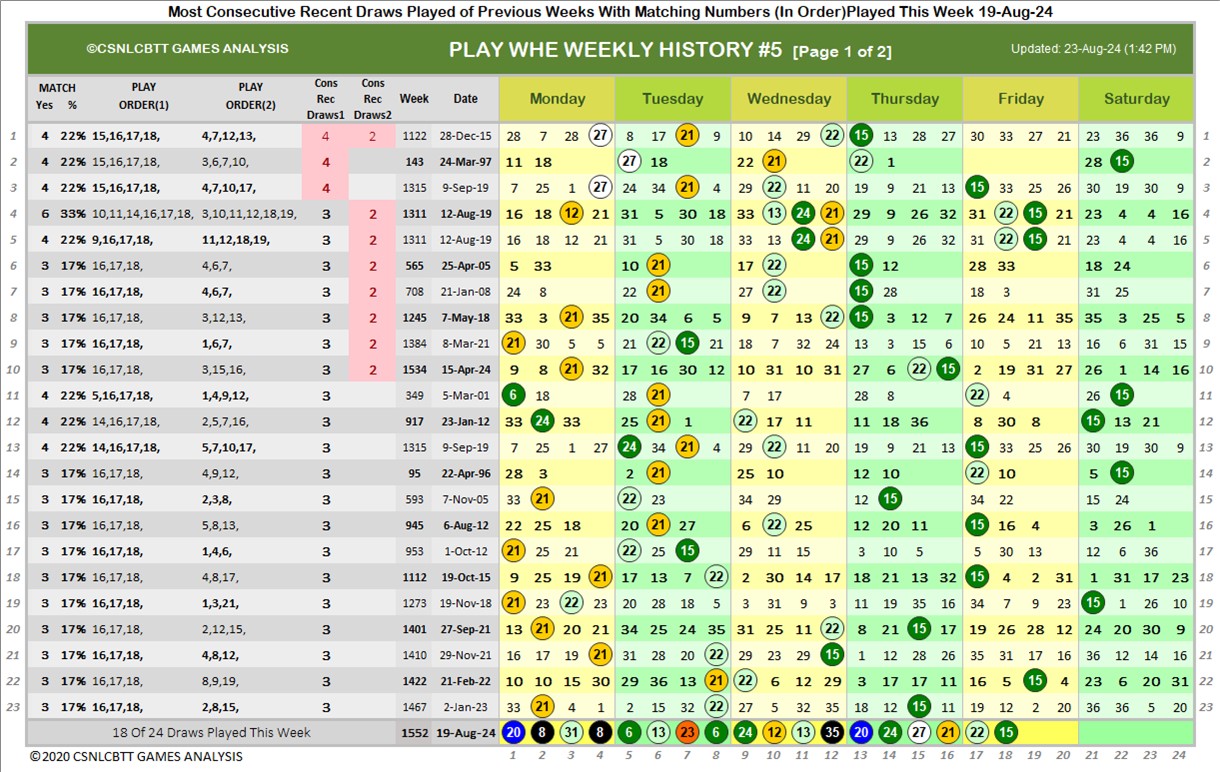 Most Consecutive Recent Draws Played of Previous Weeks With Matching Numbers (In Order)Played This Week 19-Aug-24
©CSNLCBTT GAMES ANALYSIS PLAY WHE WEEKLY HISTORY #5 [Page 1 of 2] Updated: 23-Aug-24 (1:42 PM)
MATCH Yes % PLAY ORDER(1) PLAY ORDER(2) Cons Rec Draws1 Cons Rec Draws2 Week Date Monday Tuesday Wednesday Thursday Friday Saturday
1 4 22% 15,16,17,18, 4,7,12,13, 4 2 1122 28-Dec-15 28 7 28 27 8 17 21 9 10 14 29 22 15 13 28 27 30 33 27 21 23 36 36 9 1
2 4 22% 15,16,17,18, 3,6,7,10, 4 143 24-Mar-97 11 18 27 18 22 21 22 1 28 15 2
3 4 22% 15,16,17,18, 4,7,10,17, 4 1315 9-Sep-19 7 25 1 27 24 34 21 4 29 22 11 20 19 9 21 13 15 33 25 26 30 19 30 9 3
4 6 33% 10,11,14,16,17,18, 3,10,11,12,18,19, 3 2 1311 12-Aug-19 16 18 12 21 31 5 30 18 33 13 24 21 29 9 26 32 31 22 15 21 23 4 4 16 4
5 4 22% 9,16,17,18, 11,12,18,19, 3 2 1311 12-Aug-19 16 18 12 21 31 5 30 18 33 13 24 21 29 9 26 32 31 22 15 21 23 4 4 16 5
6 3 17% 16,17,18, 4,6,7, 3 2 565 25-Apr-05 5 33 10 21 17 22 15 12 28 33 18 24 6
7 3 17% 16,17,18, 4,6,7, 3 2 708 21-Jan-08 24 8 22 21 27 22 15 28 18 3 31 25 7
8 3 17% 16,17,18, 3,12,13, 3 2 1245 7-May-18 33 3 21 35 20 34 6 5 9 7 13 22 15 3 12 7 26 24 11 35 35 3 25 5 8
9 3 17% 16,17,18, 1,6,7, 3 2 1384 8-Mar-21 21 30 5 5 21 22 15 21 18 7 32 24 13 3 15 6 10 5 21 13 16 6 31 15 9
10 3 17% 16,17,18, 3,15,16, 3 2 1534 15-Apr-24 9 8 21 32 17 16 30 12 10 31 10 31 27 6 22 15 2 19 31 27 26 1 14 16 10
11 4 22% 5,16,17,18, 1,4,9,12, 3 349 5-Mar-01 6 18 28 21 7 17 28 8 22 4 26 15 11
12 4 22% 14,16,17,18, 2,5,7,16, 3 917 23-Jan-12 33 24 33 25 21 1 22 17 11 11 18 36 8 30 8 15 13 21 12
13 4 22% 14,16,17,18, 5,7,10,17, 3 1315 9-Sep-19 7 25 1 27 24 34 21 4 29 22 11 20 19 9 21 13 15 33 25 26 30 19 30 9 13
14 3 17% 16,17,18, 4,9,12, 3 95 22-Apr-96 28 3 2 21 25 10 12 10 22 10 5 15 14
15 3 17% 16,17,18, 2,3,8, 3 593 7-Nov-05 33 21 22 23 34 29 12 15 34 22 15 24 15
16 3 17% 16,17,18, 5,8,13, 3 945 6-Aug-12 22 25 18 20 21 27 6 22 25 12 20 11 15 16 4 3 26 1 16
17 3 17% 16,17,18, 1,4,6, 3 953 1-Oct-12 21 25 21 22 25 15 29 11 15 3 10 5 5 30 13 12 6 36 17
18 3 17% 16,17,18, 4,8,17, 3 1112 19-Oct-15 9 25 19 21 17 13 7 22 2 30 14 17 18 21 13 32 15 4 2 31 1 31 17 23 18
19 3 17% 16,17,18, 1,3,21, 3 1273 19-Nov-18 21 23 22 23 20 28 18 5 3 31 9 3 11 19 35 16 34 7 9 23 15 1 26 10 19
20 3 17% 16,17,18, 2,12,15, 3 1401 27-Sep-21 13 21 20 21 34 25 24 35 31 25 11 22 8 21 15 17 19 26 28 12 24 20 30 9 20
21 3 17% 16,17,18, 4,8,12, 3 1410 29-Nov-21 16 17 19 21 31 28 20 22 29 23 29 15 1 12 28 26 35 31 17 16 36 12 14 16 21
22 3 17% 16,17,18, 8,9,19, 3 1422 21-Feb-22 10 10 15 30 29 36 13 21 22 6 12 29 3 17 17 11 16 5 15 4 23 6 20 31 22
23 3 17% 16,17,18, 2,8,15, 3 1467 2-Jan-23 33 21 4 1 2 15 32 22 27 5 32 35 18 12 15 11 19 12 2 20 36 36 5 20 23
18 Of 24 Draws Played This Week 1552 19-Aug-24 20 8 31 8 6 13 23 6 24 12 13 35 20 24 27 21 22 15
©2020 CSNLCBTT GAMES ANALYSIS 1 2 3 4 5 6 7 8 9 10 11 12 13 14 15 16 17 18 19 20 21 22 23 24